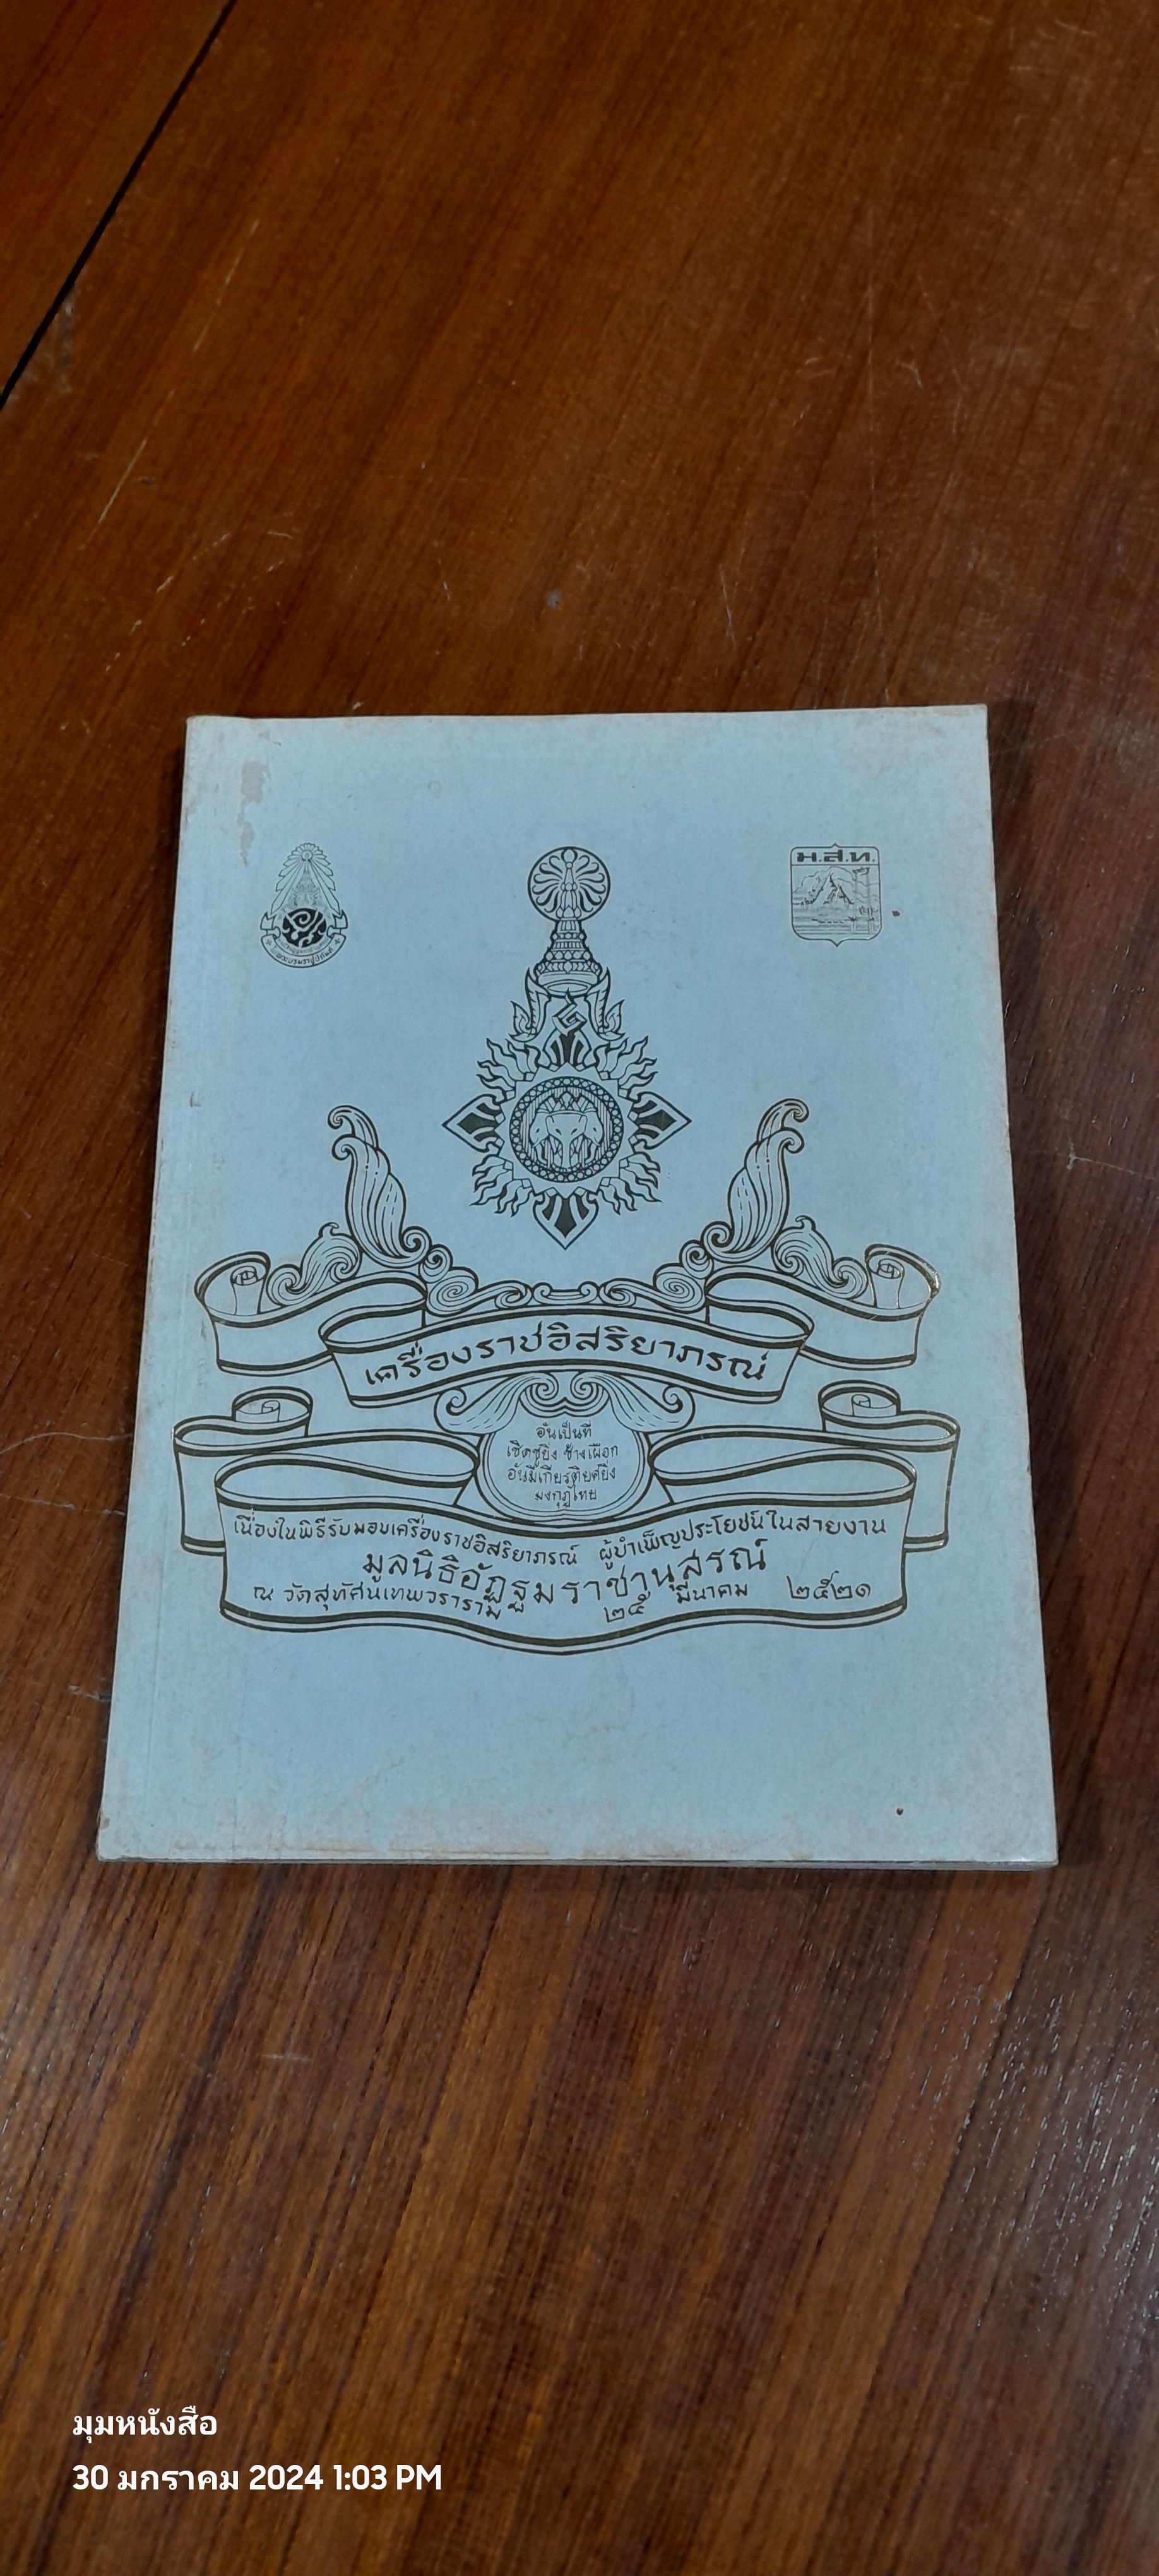 ม.ส.ท.
เครื่องราชอิสริยาภรณ์
อันเป็นที่
เชิดชูยิ่ง ช้างเผือก
อันมีเกียรติยศยิ่ง
มงกุฎไทย
เนื่องในพิธีรับมอบเครื่องราชอิสริยาภรณ์ ผู้บำเพ็ญประโยชน์ในสายงาน
มูลนิธิอัฏฐมราชานุสรณ์
ณ วัดสุทัศนเทพวราราม ๒๕ มีนาคม ๒๕๒๑
มุมหนังสือ
30 มกราคม 2024 1:03 PM